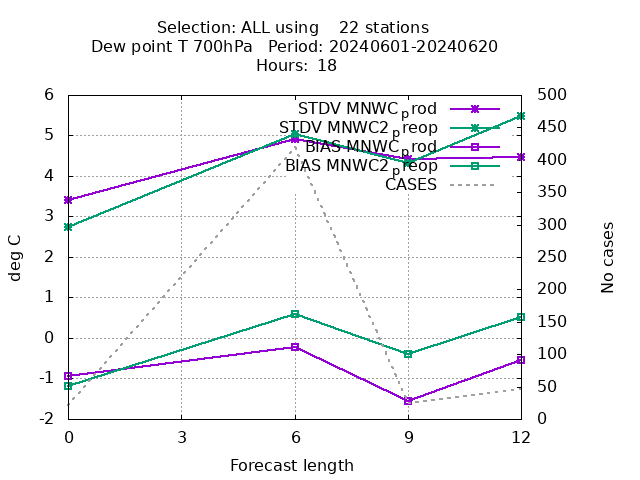 Selection: ALL using 22 stations
Dew point T 700hPa Period: 20240601-20240620
Hours: 18
6 500
STDV MNWC_prod
5 450
STDV MNWC2_preop
BIAS MNWC_prod
400
BIAS MNWC2_preop
4 350
CASES
3 300
2 250
deg C
No cases
1 200
0 150
100
-1 50
-2 0
0 3 6 9 12
Forecast length